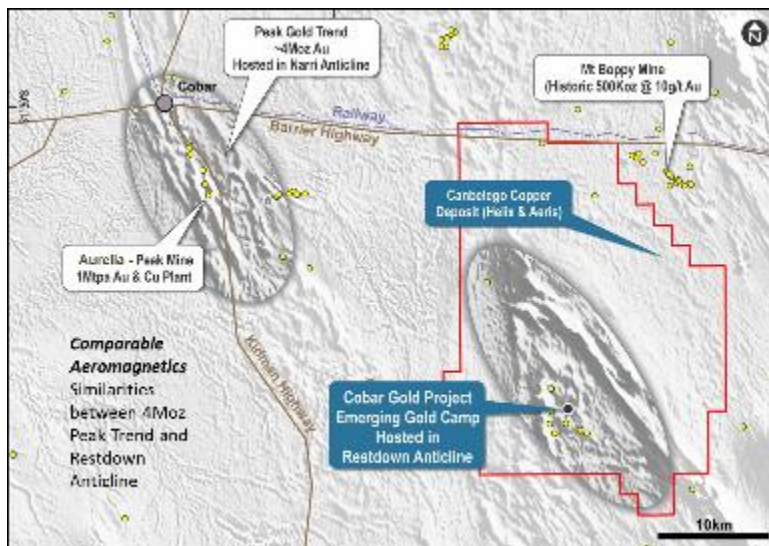 Peak Gold Trend
~4Moz Au
Hosted in Narri Anticline
N
Cobar
Railway
Barrier Highway
Mt Boppy Mine
(Historic 500Koz @ 10g/t Au
Canbelego Copper
Deposit (Helix & Aeris)
Aurelia - Peak Mine
1Mtpa Au & Cu Plant
Kidman Highway
Comparable
Aeromagnetics
Similarities
between 4Moz
Peak Trend and
Restdown
Anticline
Cobar Gold Project
Emerging Gold Camp
Hosted in
Restdown Anticline
10km